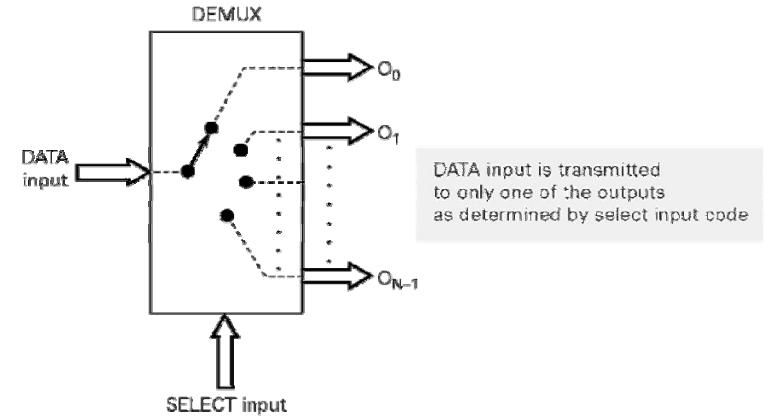 DEMUX
O0
O1
DATA
input
DATA input is transmitted
to only one of the outputs
as determined by select input code
ON–1
SELECT input